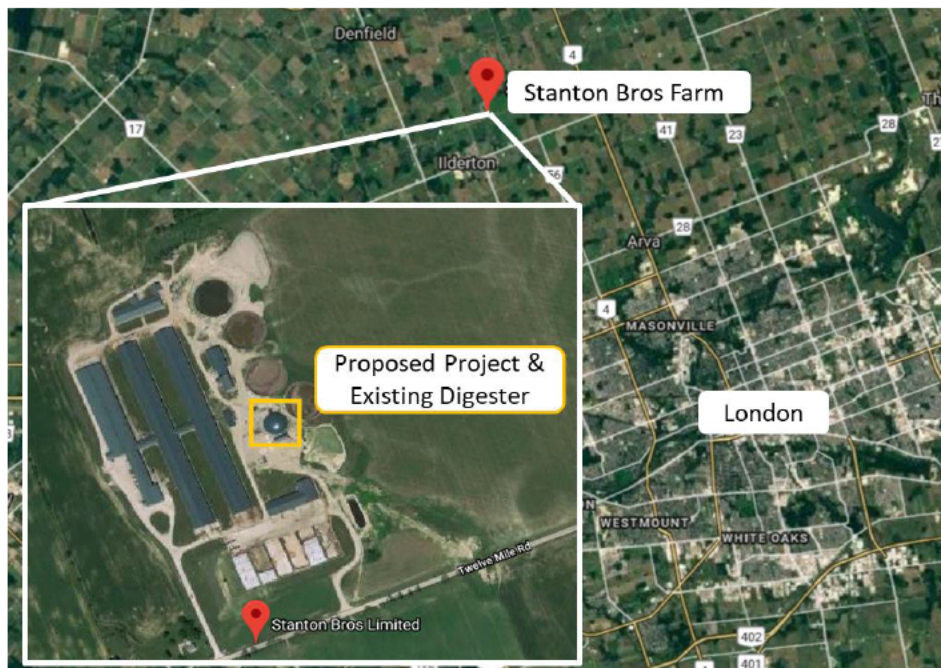 Denfield
4
Stanton Bros Farm
17
41
23
28
Ilderton
56
28
Arva
4
MASONVILLE
Proposed Project &
Existing Digester
London
WESTMOUNT
WHITE OAKS
Twelve Mile Rd
Stanton Bros Limited
402
401